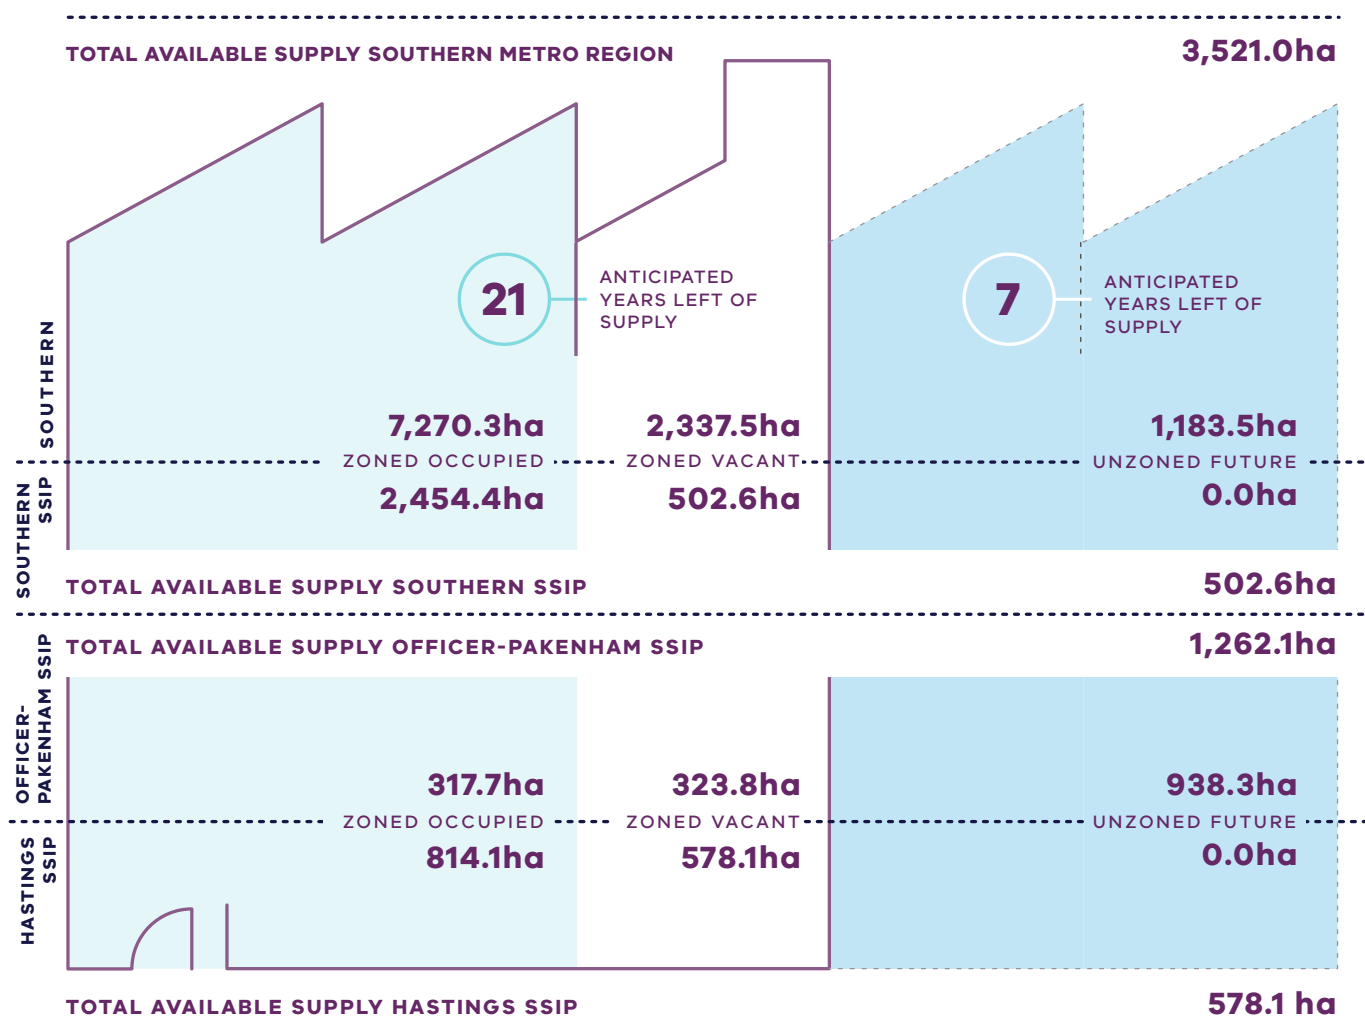 TOTAL AVAILABLE SUPPLY SOUTHERN METRO REGION 3,521.0ha
21
ANTICIPATED
YEARS LEFT OF
SUPPLY
7
ANTICIPATED
YEARS LEFT OF
SUPPLY
SOUTHERN
7,270.3ha 2,337.5ha 1,183.5ha
ZONED OCCUPIED ZONED VACANT UNZONED FUTURE
SOUTHERN
SSIP
2,454.4ha 502.6ha 0.0ha
TOTAL AVAILABLE SUPPLY SOUTHERN SSIP 502.6ha
TOTAL AVAILABLE SUPPLY OFFICER-PAKENHAM SSIP 1,262.1ha
OFFICER-
PAKENHAM SSIP
317.7ha 323.8ha 938.3ha
ZONED OCCUPIED ZONED VACANT UNZONED FUTURE
HASTINGS
SSIP
814.1ha 578.1ha 0.0ha
TOTAL AVAILABLE SUPPLY HASTINGS SSIP 578.1 ha